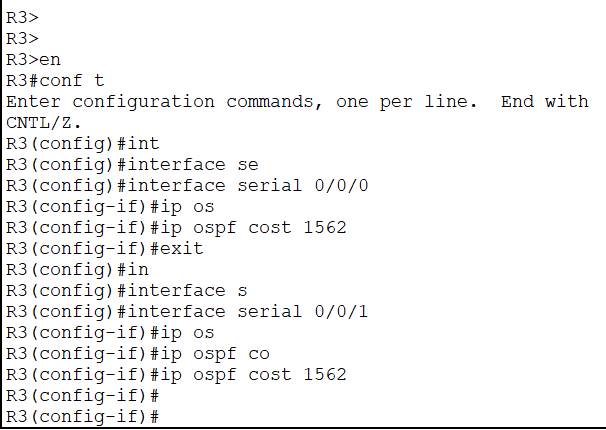 R3>
R3>
R3>en
R3#conf t
Enter configuration commands, one per line.  End with
CNTL/Z.
R3(config)#int
R3(config)#interface se
R3(config)#interface serial 0/0/0
R3(config-if)#ip os
R3(config-if)#ip ospf cost 1562
R3(config-if)#exit
R3(config)#in
R3(config)#interface s
R3(config)#interface serial 0/0/1
R3(config-if)#ip os
R3(config-if)#ip ospf co
R3(config-if)#ip ospf cost 1562
R3(config-if)#
R3(config-if)#